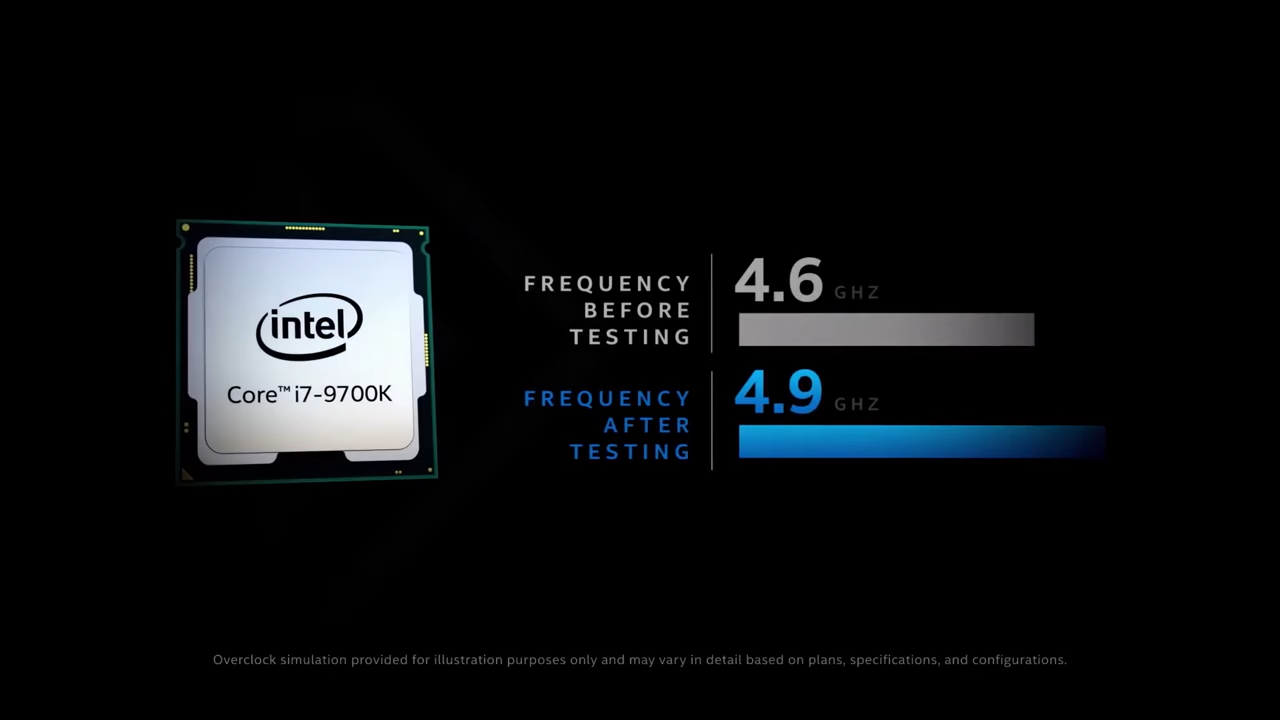 intel
Core™ i7-9700K
FREQUENCY
BEFORE
TESTING
4.6 GHZ
FREQUENCY
AFTER
TESTING
4.9 GHZ
Overclock simulation provided for illustration purposes only and may vary in detail based on plans, specifications, and configurations.